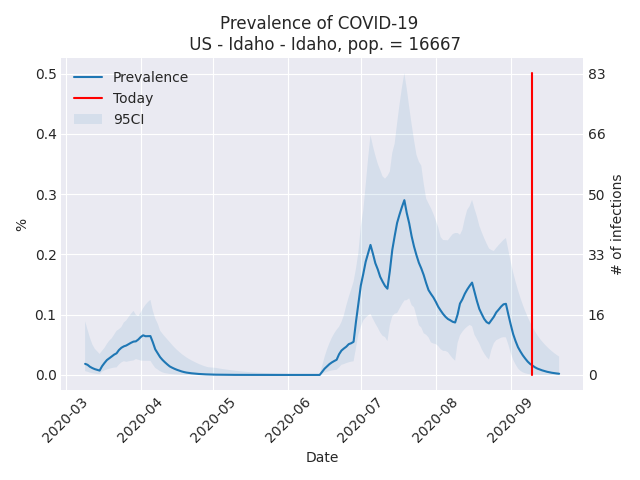 Prevalence of COVID-19
US - Idaho - Idaho, pop. = 16667
Prevalence
Today
95CI
0.5
0.4
0.3
0.2
0.1
0.0
%
83
66
50
33
16
0
# of infections
2020-03
2020-04
2020-05
2020-06
2020-07
2020-08
2020-09
Date